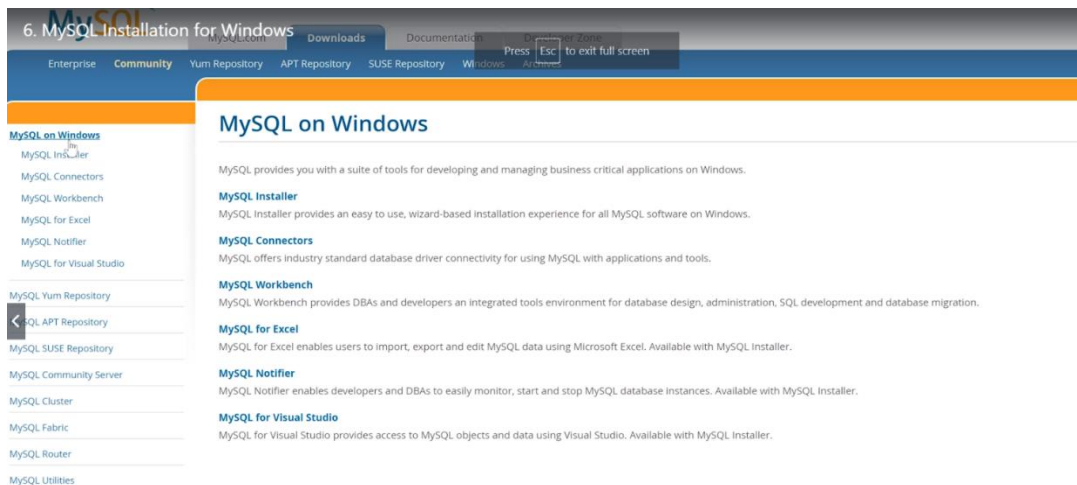 MySQL
6. MySQL Installation for Windows
MySQL.com Downloads Documentation Developer Zone
Press Esc to exit full screen
Enterprise Community Yum Repository APT Repository SUSE Repository Windows Archives
MySQL on Windows
MySQL Installer
MySQL Connectors
MySQL Workbench
MySQL for Excel
MySQL Notifier
MySQL for Visual Studio
MySQL Yum Repository
MySQL APT Repository
MySQL SUSE Repository
MySQL Community Server
MySQL Cluster
MySQL Fabric
MySQL Router
MySQL Utilities
MySQL on Windows
MySQL provides you with a suite of tools for developing and managing business critical applications on Windows.
MySQL Installer
MySQL Installer provides an easy to use, wizard-based installation experience for all MySQL software on Windows.
MySQL Connectors
MySQL offers industry standard database driver connectivity for using MySQL with applications and tools.
MySQL Workbench
MySQL Workbench provides DBAs and developers an integrated tools environment for database design, administration, SQL development and database migration.
MySQL for Excel
MySQL for Excel enables users to import, export and edit MySQL data using Microsoft Excel. Available with MySQL Installer.
MySQL Notifier
MySQL Notifier enables developers and DBAs to easily monitor, start and stop MySQL database instances. Available with MySQL Installer.
MySQL for Visual Studio
MySQL for Visual Studio provides access to MySQL objects and data using Visual Studio. Available with MySQL Installer.